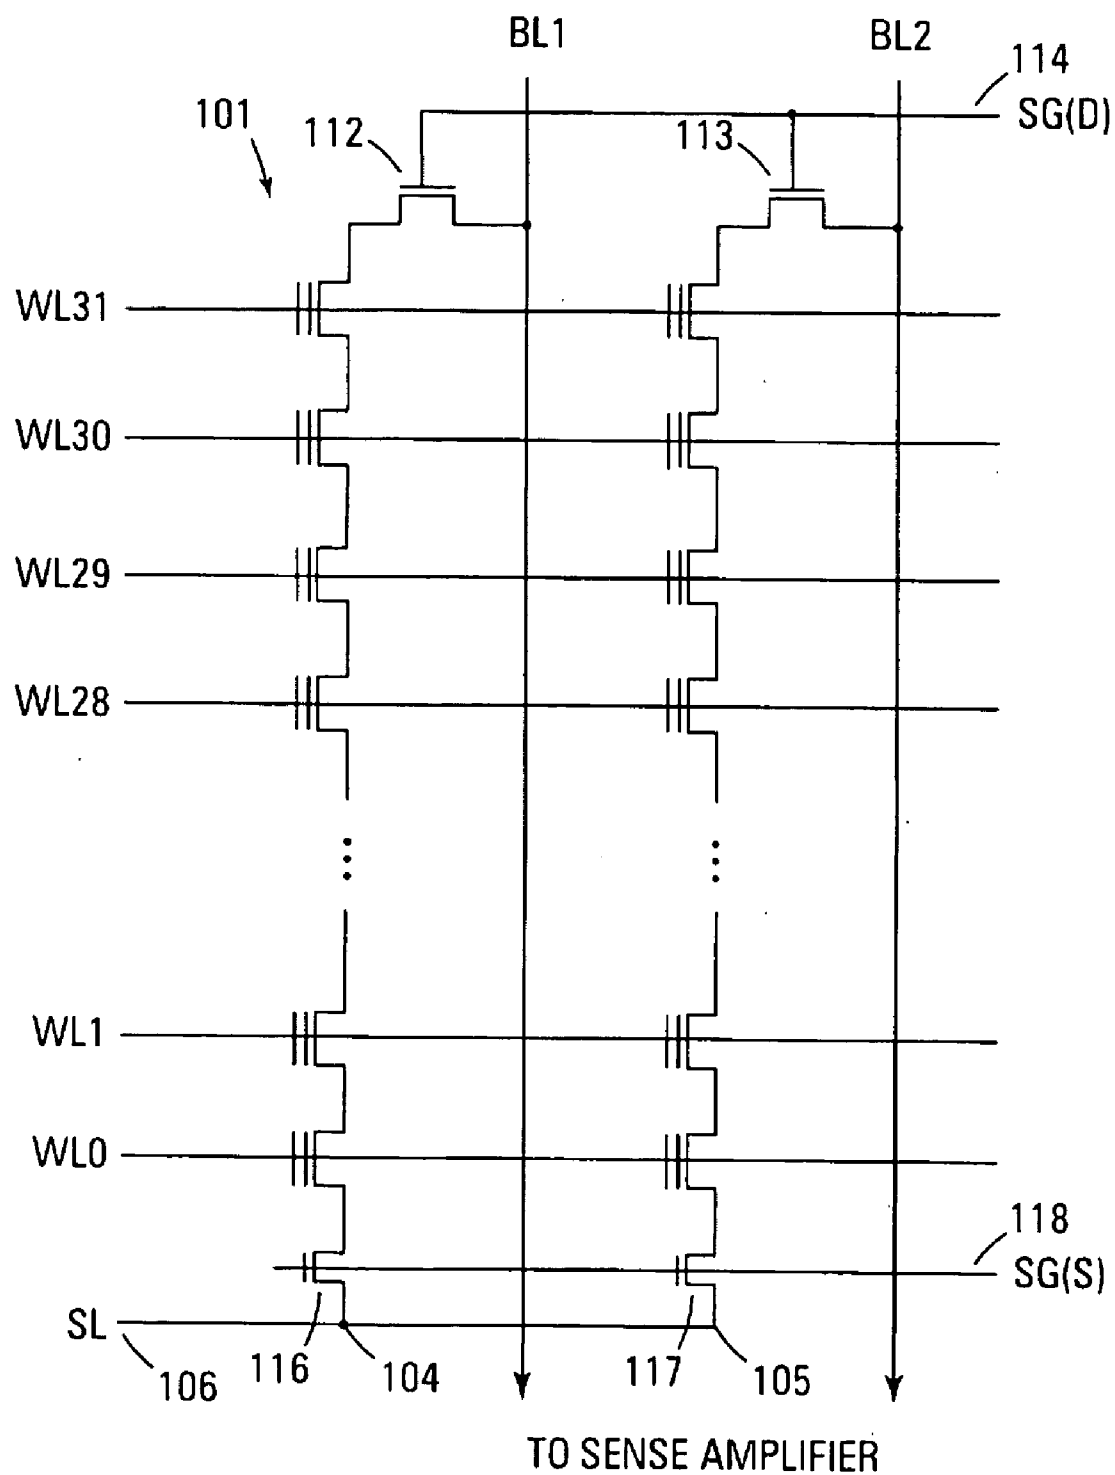 BL1
BL2
114
SG(D)
101
112
113
WL31
WL30
WL29
WL28
WL1
WL0
118
SG(S)
SL
106
116
104
117
105
TO SENSE AMPLIFIER